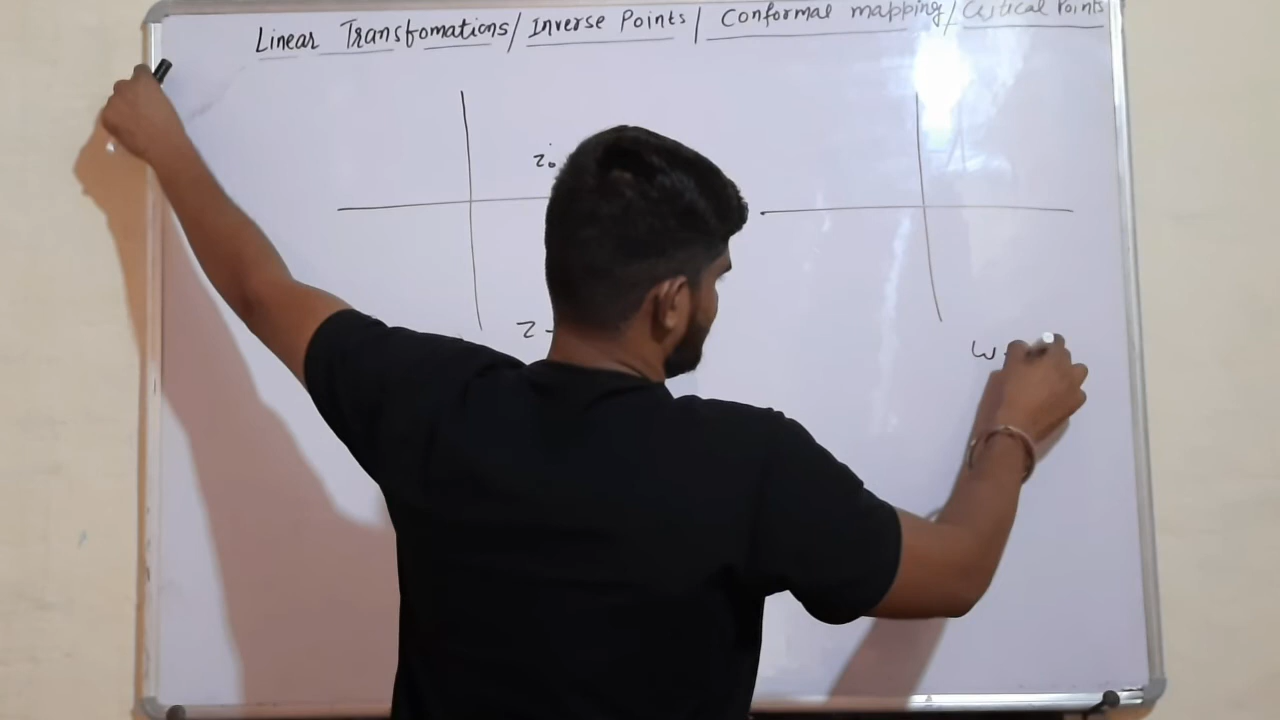 Linear Transfomations / Inverse Points / Conformal mapping / Critical Points
z₀
z -
w -